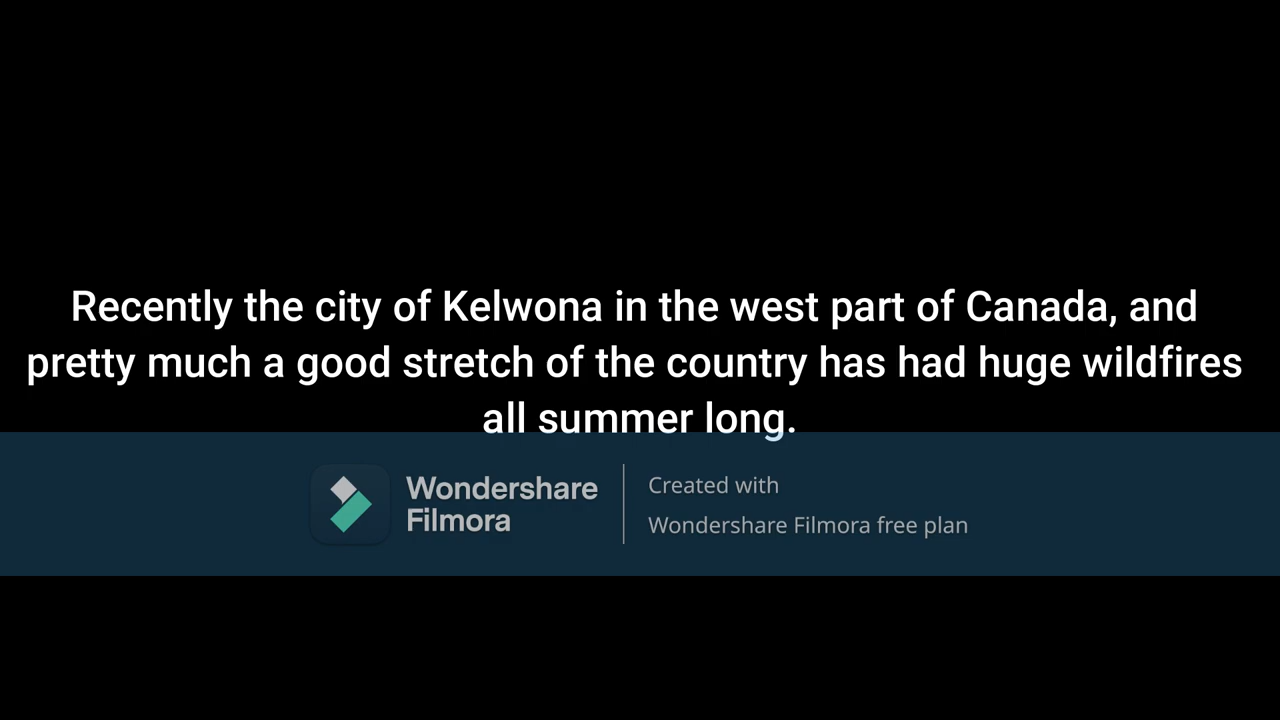 Recently the city of Kelwona in the west part of Canada, and
pretty much a good stretch of the country has had huge wildfires
all summer long.
Wondershare
Filmora
Created with
Wondershare Filmora free plan